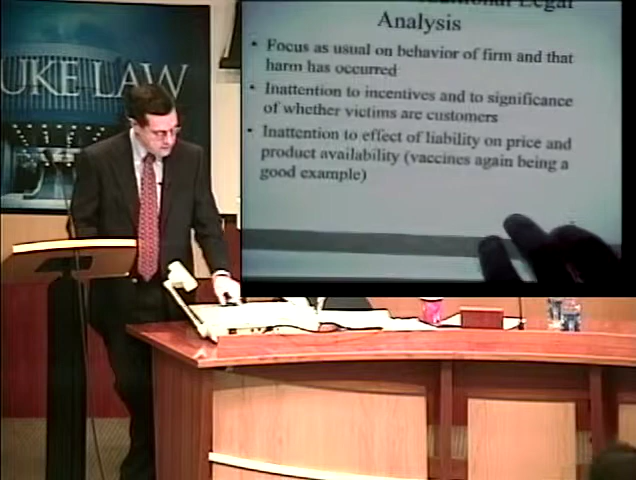 UKE LAW
Legal
Analysis
• Focus as usual on behavior of firm and that
harm has occurred
• Inattention to incentives and to significance
of whether victims are customers
• Inattention to effect of liability on price and
product availability (vaccines again being a
good example)